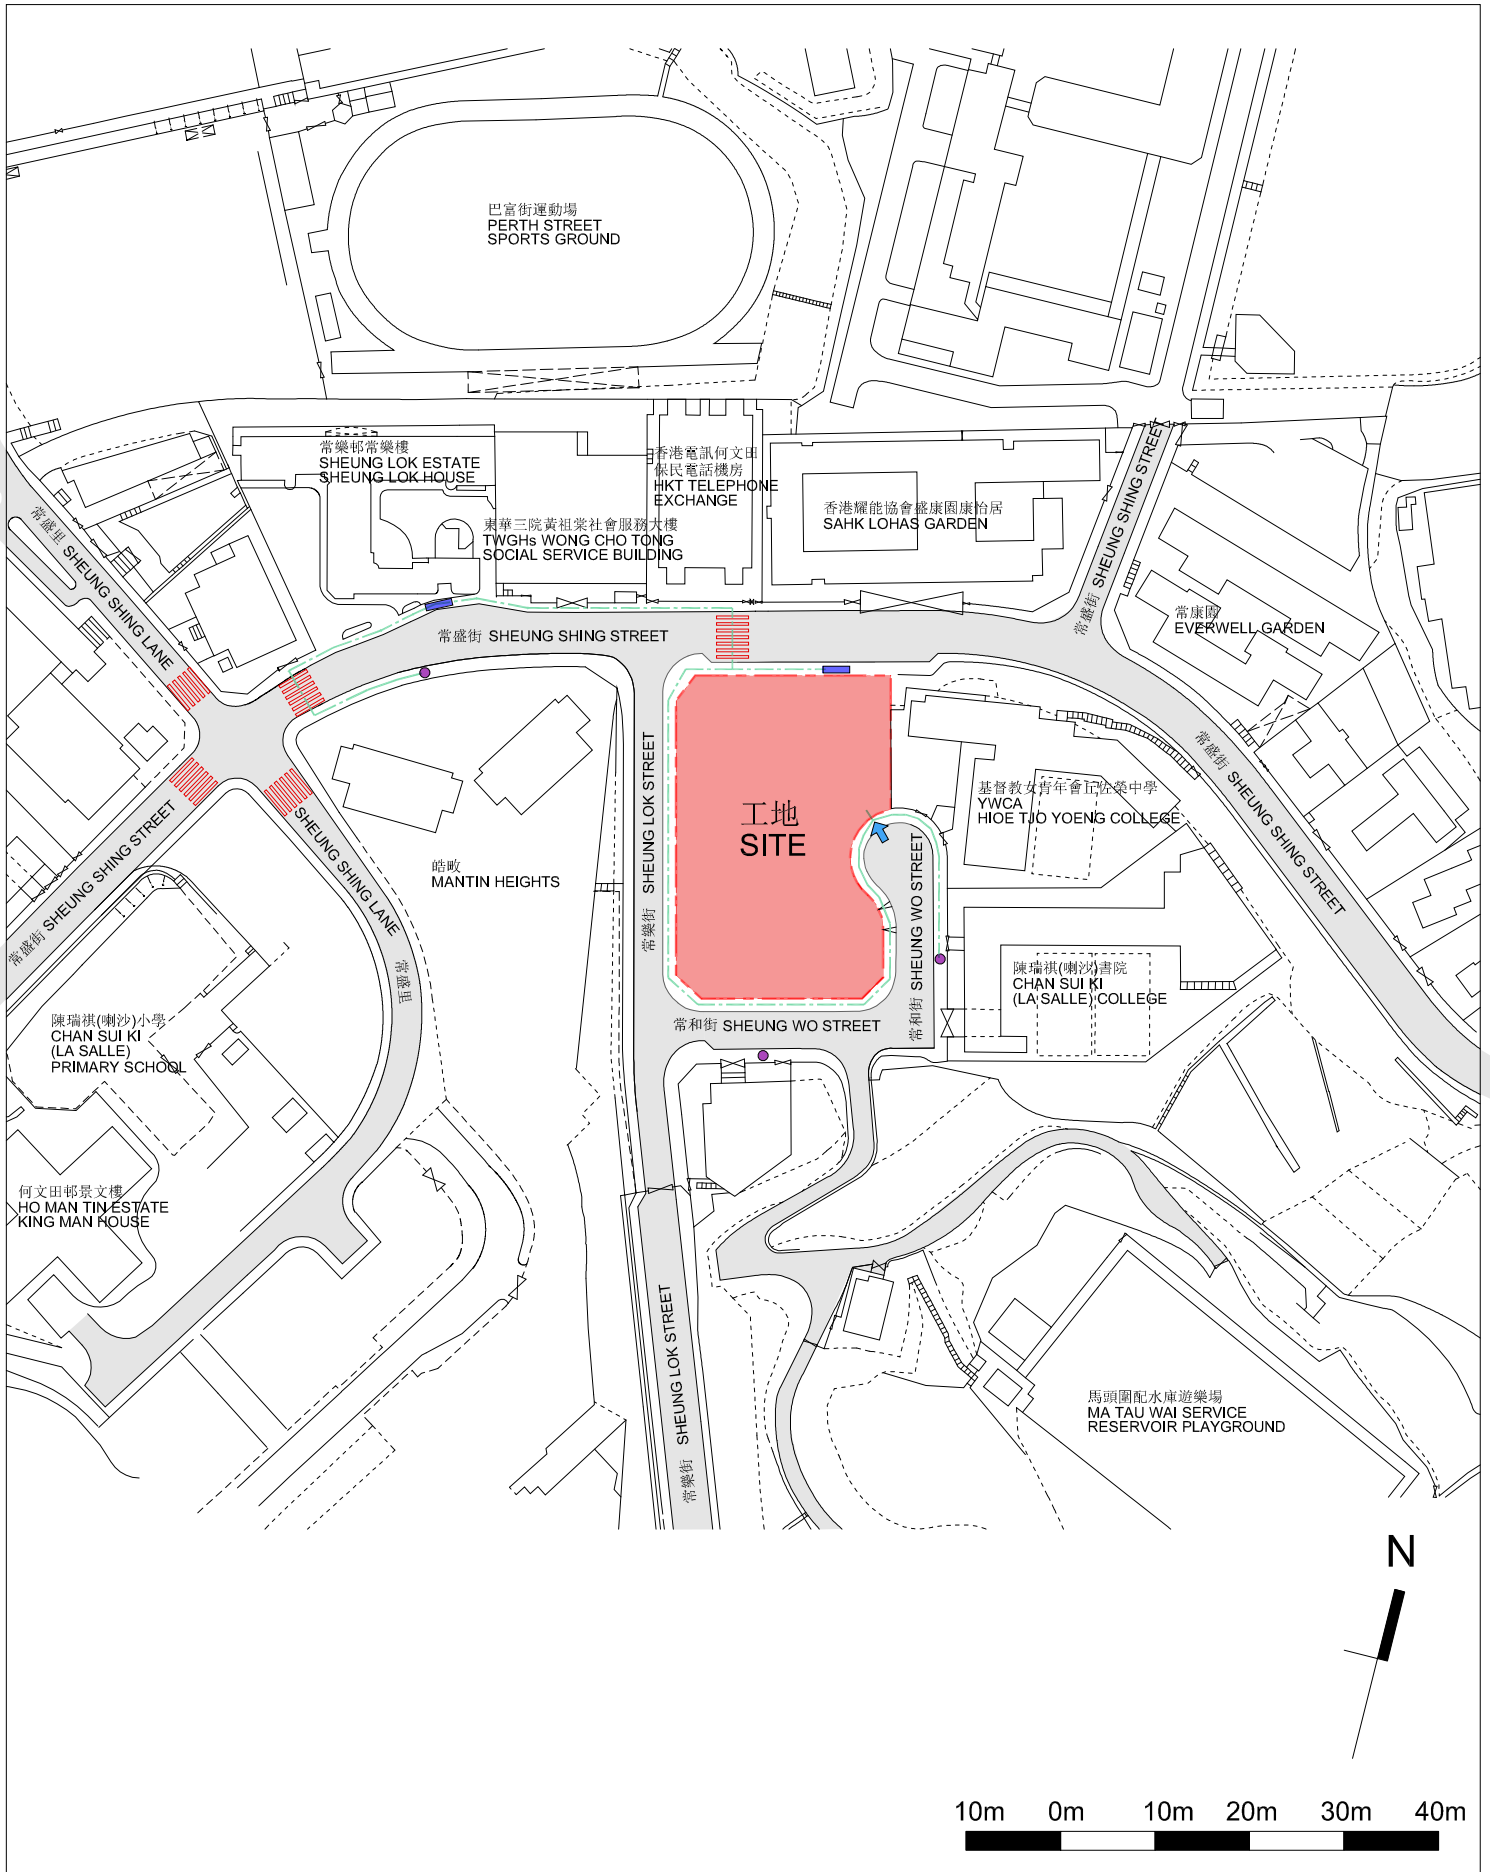 巴富街運動場
PERTH STREET
SPORTS GROUND
常樂邨常樂樓
SHEUNG LOK ESTATE
SHEUNG LOK HOUSE
香港電訊何文田
保民電話機房
HKT TELEPHONE
EXCHANGE
東華三院黃祖棠社會服務大樓
TWGHs WONG CHO TONG
SOCIAL SERVICE BUILDING
香港耀能協會盛康園康怡居
SAHK LOHAS GARDEN
常盛街 SHEUNG SHING STREET
常盛里 SHEUNG SHING LANE
常康園
EVERWELL GARDEN
常盛街 SHEUNG SHING STREET
常盛街 SHEUNG SHING STREET
常樂街 SHEUNG LOK STREET
工地
SITE
基督教女青年會丘佐榮中學
YWCA
HIOE TJO YOENG COLLEGE
常盛街 SHEUNG SHING STREET
SHEUNG SHING LANE
常盛里
皓畋
MANTIN HEIGHTS
常和街 SHEUNG WO STREET
陳瑞祺(喇沙)書院
CHAN SUI KI
(LA SALLE) COLLEGE
常和街 SHEUNG WO STREET
陳瑞祺(喇沙)小學
CHAN SUI KI
(LA SALLE)
PRIMARY SCHOOL
何文田邨景文樓
HO MAN TIN ESTATE
KING MAN HOUSE
常樂街 SHEUNG LOK STREET
馬頭圍配水庫遊樂場
MA TAU WAI SERVICE
RESERVOIR PLAYGROUND
N
10m 0m 10m 20m 30m 40m